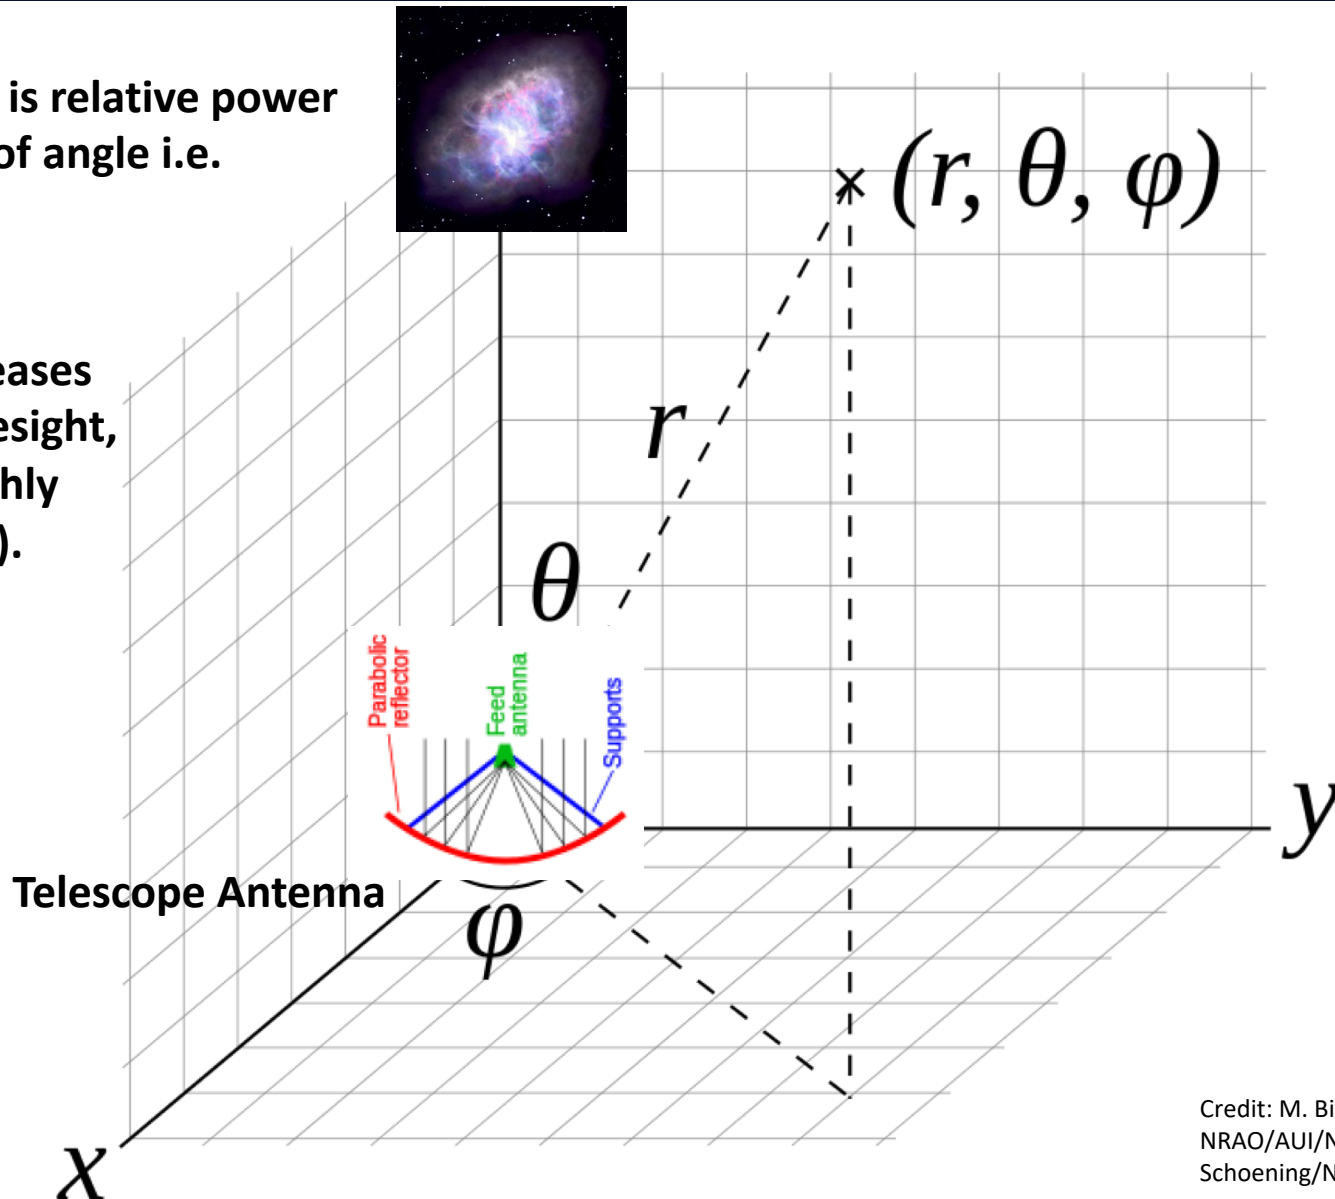 is relative power
of angle i.e.
(r, θ, φ)
eases
esight,
hly
).
r
θ
Parabolic
reflector
Feed
antenna
Supports
y
Telescope Antenna
φ
x
Credit: M. Bi
NRAO/AUI/N
Schoening/N